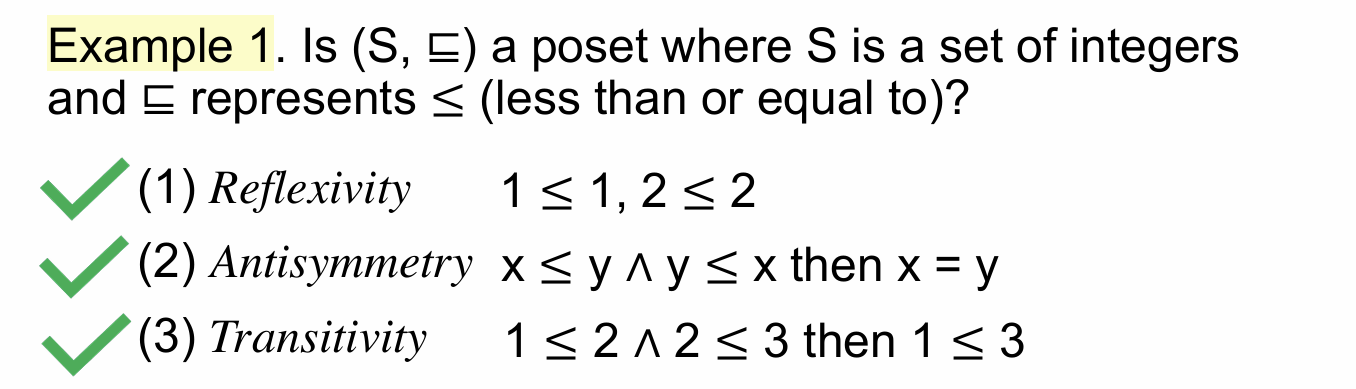 Example 1. Is (S, ⊑) a poset where S is a set of integers
and ⊑ represents ≤ (less than or equal to)?
(1) Reflexivity 1 ≤ 1, 2 ≤ 2
(2) Antisymmetry x ≤ y ∧ y ≤ x then x = y
(3) Transitivity 1 ≤ 2 ∧ 2 ≤ 3 then 1 ≤ 3